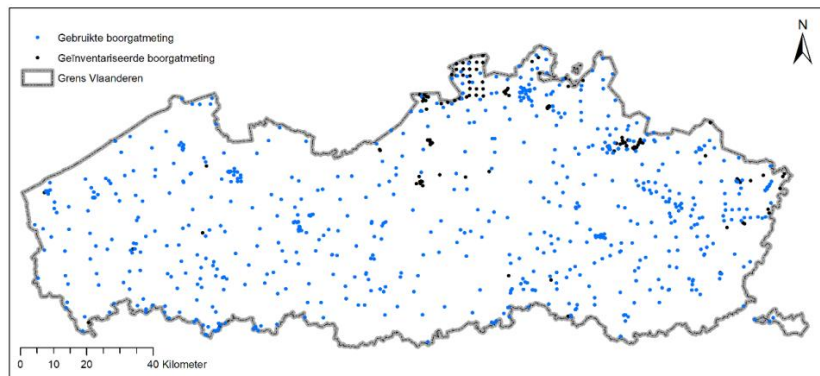 Gebruikte boorgatmeting
Geïnventariseerde boorgatmeting
Grens Vlaanderen
N
0 10 20 40 Kilometer